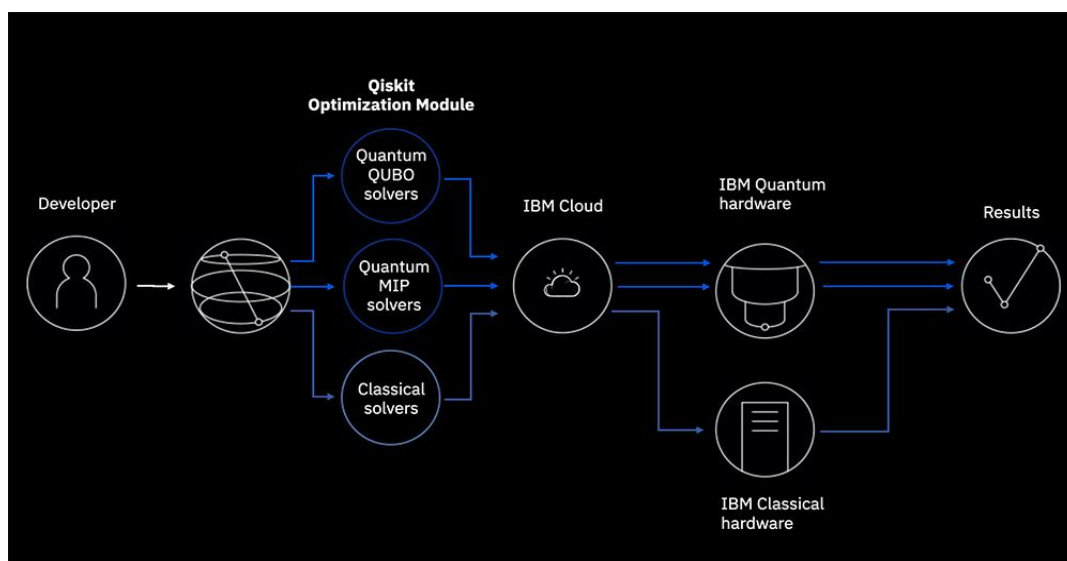 Qiskit
Optimization Module
Developer
Quantum
QUBO
solvers
Quantum
MIP
solvers
Classical
solvers
IBM Cloud
IBM Quantum
hardware
IBM Classical
hardware
Results